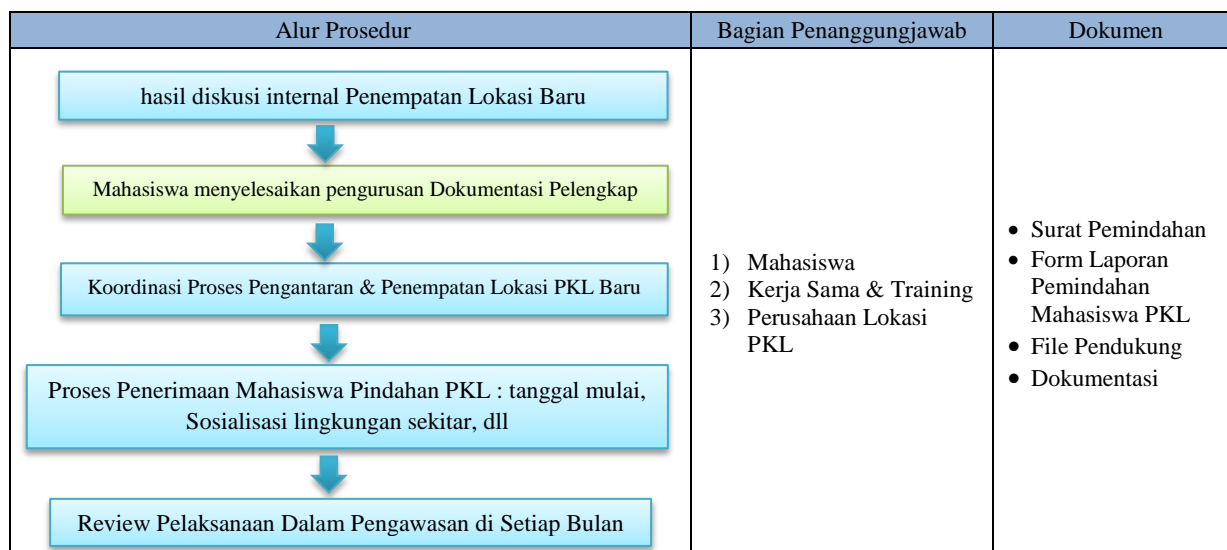 Alur Prosedur
Bagian Penanggungjawab
Dokumen
hasil diskusi internal Penempatan Lokasi Baru
Mahasiswa menyelesaikan pengurusan Dokumentasi Pelengkap
Koordinasi Proses Pengantaran & Penempatan Lokasi PKL Baru
Proses Penerimaan Mahasiswa Pindahan PKL : tanggal mulai,
Sosialisasi lingkungan sekitar, dll
Review Pelaksanaan Dalam Pengawasan di Setiap Bulan
1) Mahasiswa
2) Kerja Sama & Training
3) Perusahaan Lokasi
PKL
• Surat Pemindahan
• Form Laporan
Pemindahan
Mahasiswa PKL
• File Pendukung
• Dokumentasi